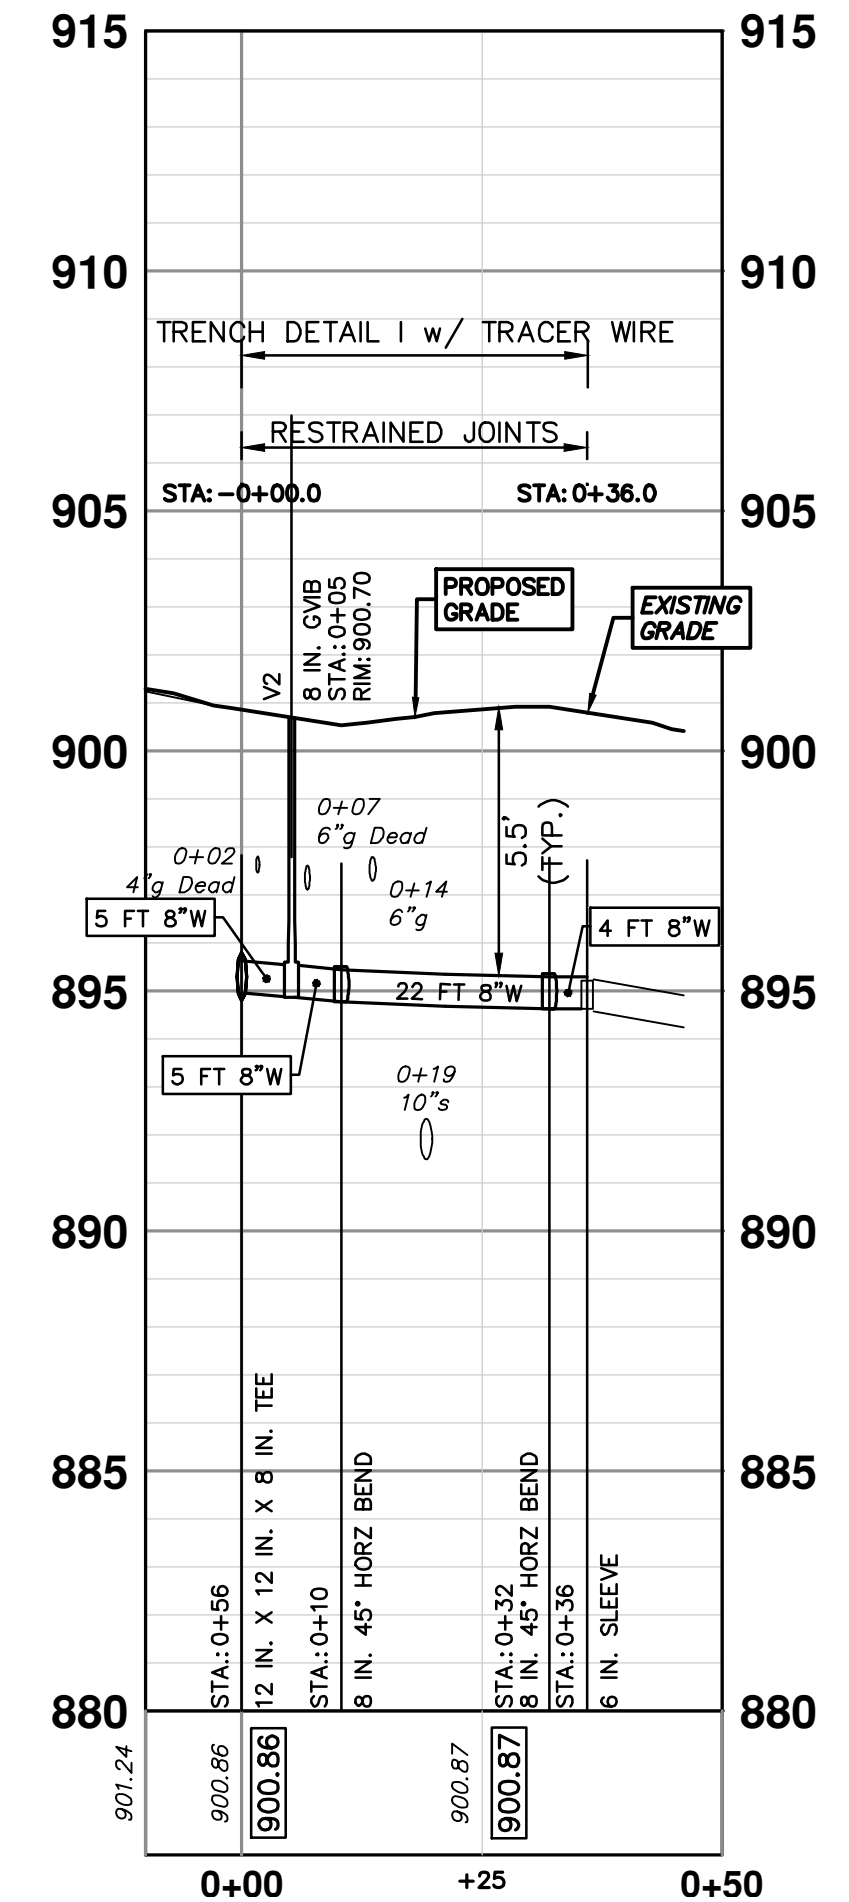 915 915
910 910
TRENCH DETAIL I w/ TRACER WIRE
RESTRAINED JOINTS
STA: -0+00.0
STA: 0+36.0
905 905
PROPOSED
GRADE
EXISTING
GRADE
V2
8 IN. GVIB
STA.: 0+05
RIM: 900.70
900 900
0+07
6"g Dead
0+02
4"g Dead
5.5'
(TYP.)
0+14
6"g
5 FT 8"W
4 FT 8"W
895 895
22 FT 8"W
5 FT 8"W
0+19
10"s
890 890
885 885
STA.: 0+56
12 IN. X 12 IN. X 8 IN. TEE
STA.: 0+10
8 IN. 45° HORZ BEND
STA.: 0+32
8 IN. 45° HORZ BEND
STA.: 0+36
6 IN. SLEEVE
880 880
901.24
900.86
900.86
900.87
900.87
0+00 +25 0+50